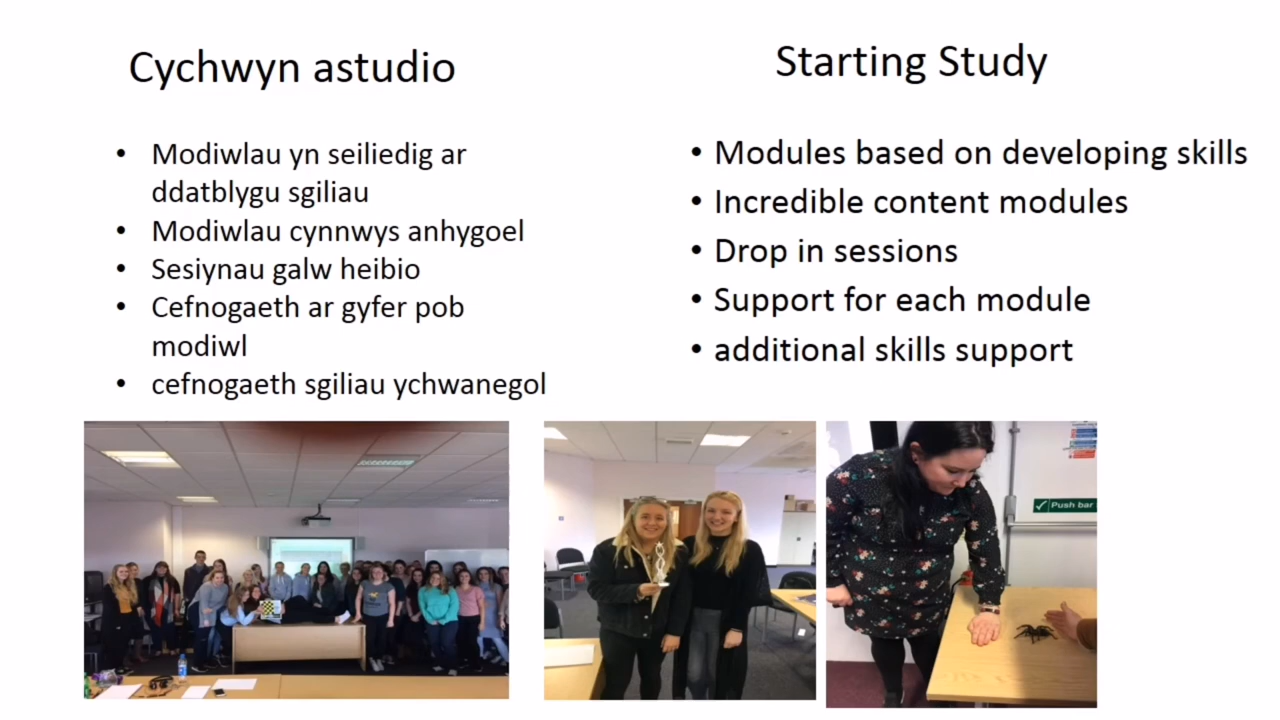 Cychwyn astudio
• Modiwlau yn seiliedig ar
ddatblygu sgiliau
• Modiwlau cynnwys anhygoel
• Sesiynau galw heibio
• Cefnogaeth ar gyfer pob
modiwl
• cefnogaeth sgiliau ychwanegol
Starting Study
• Modules based on developing skills
• Incredible content modules
• Drop in sessions
• Support for each module
• additional skills support
Push bar